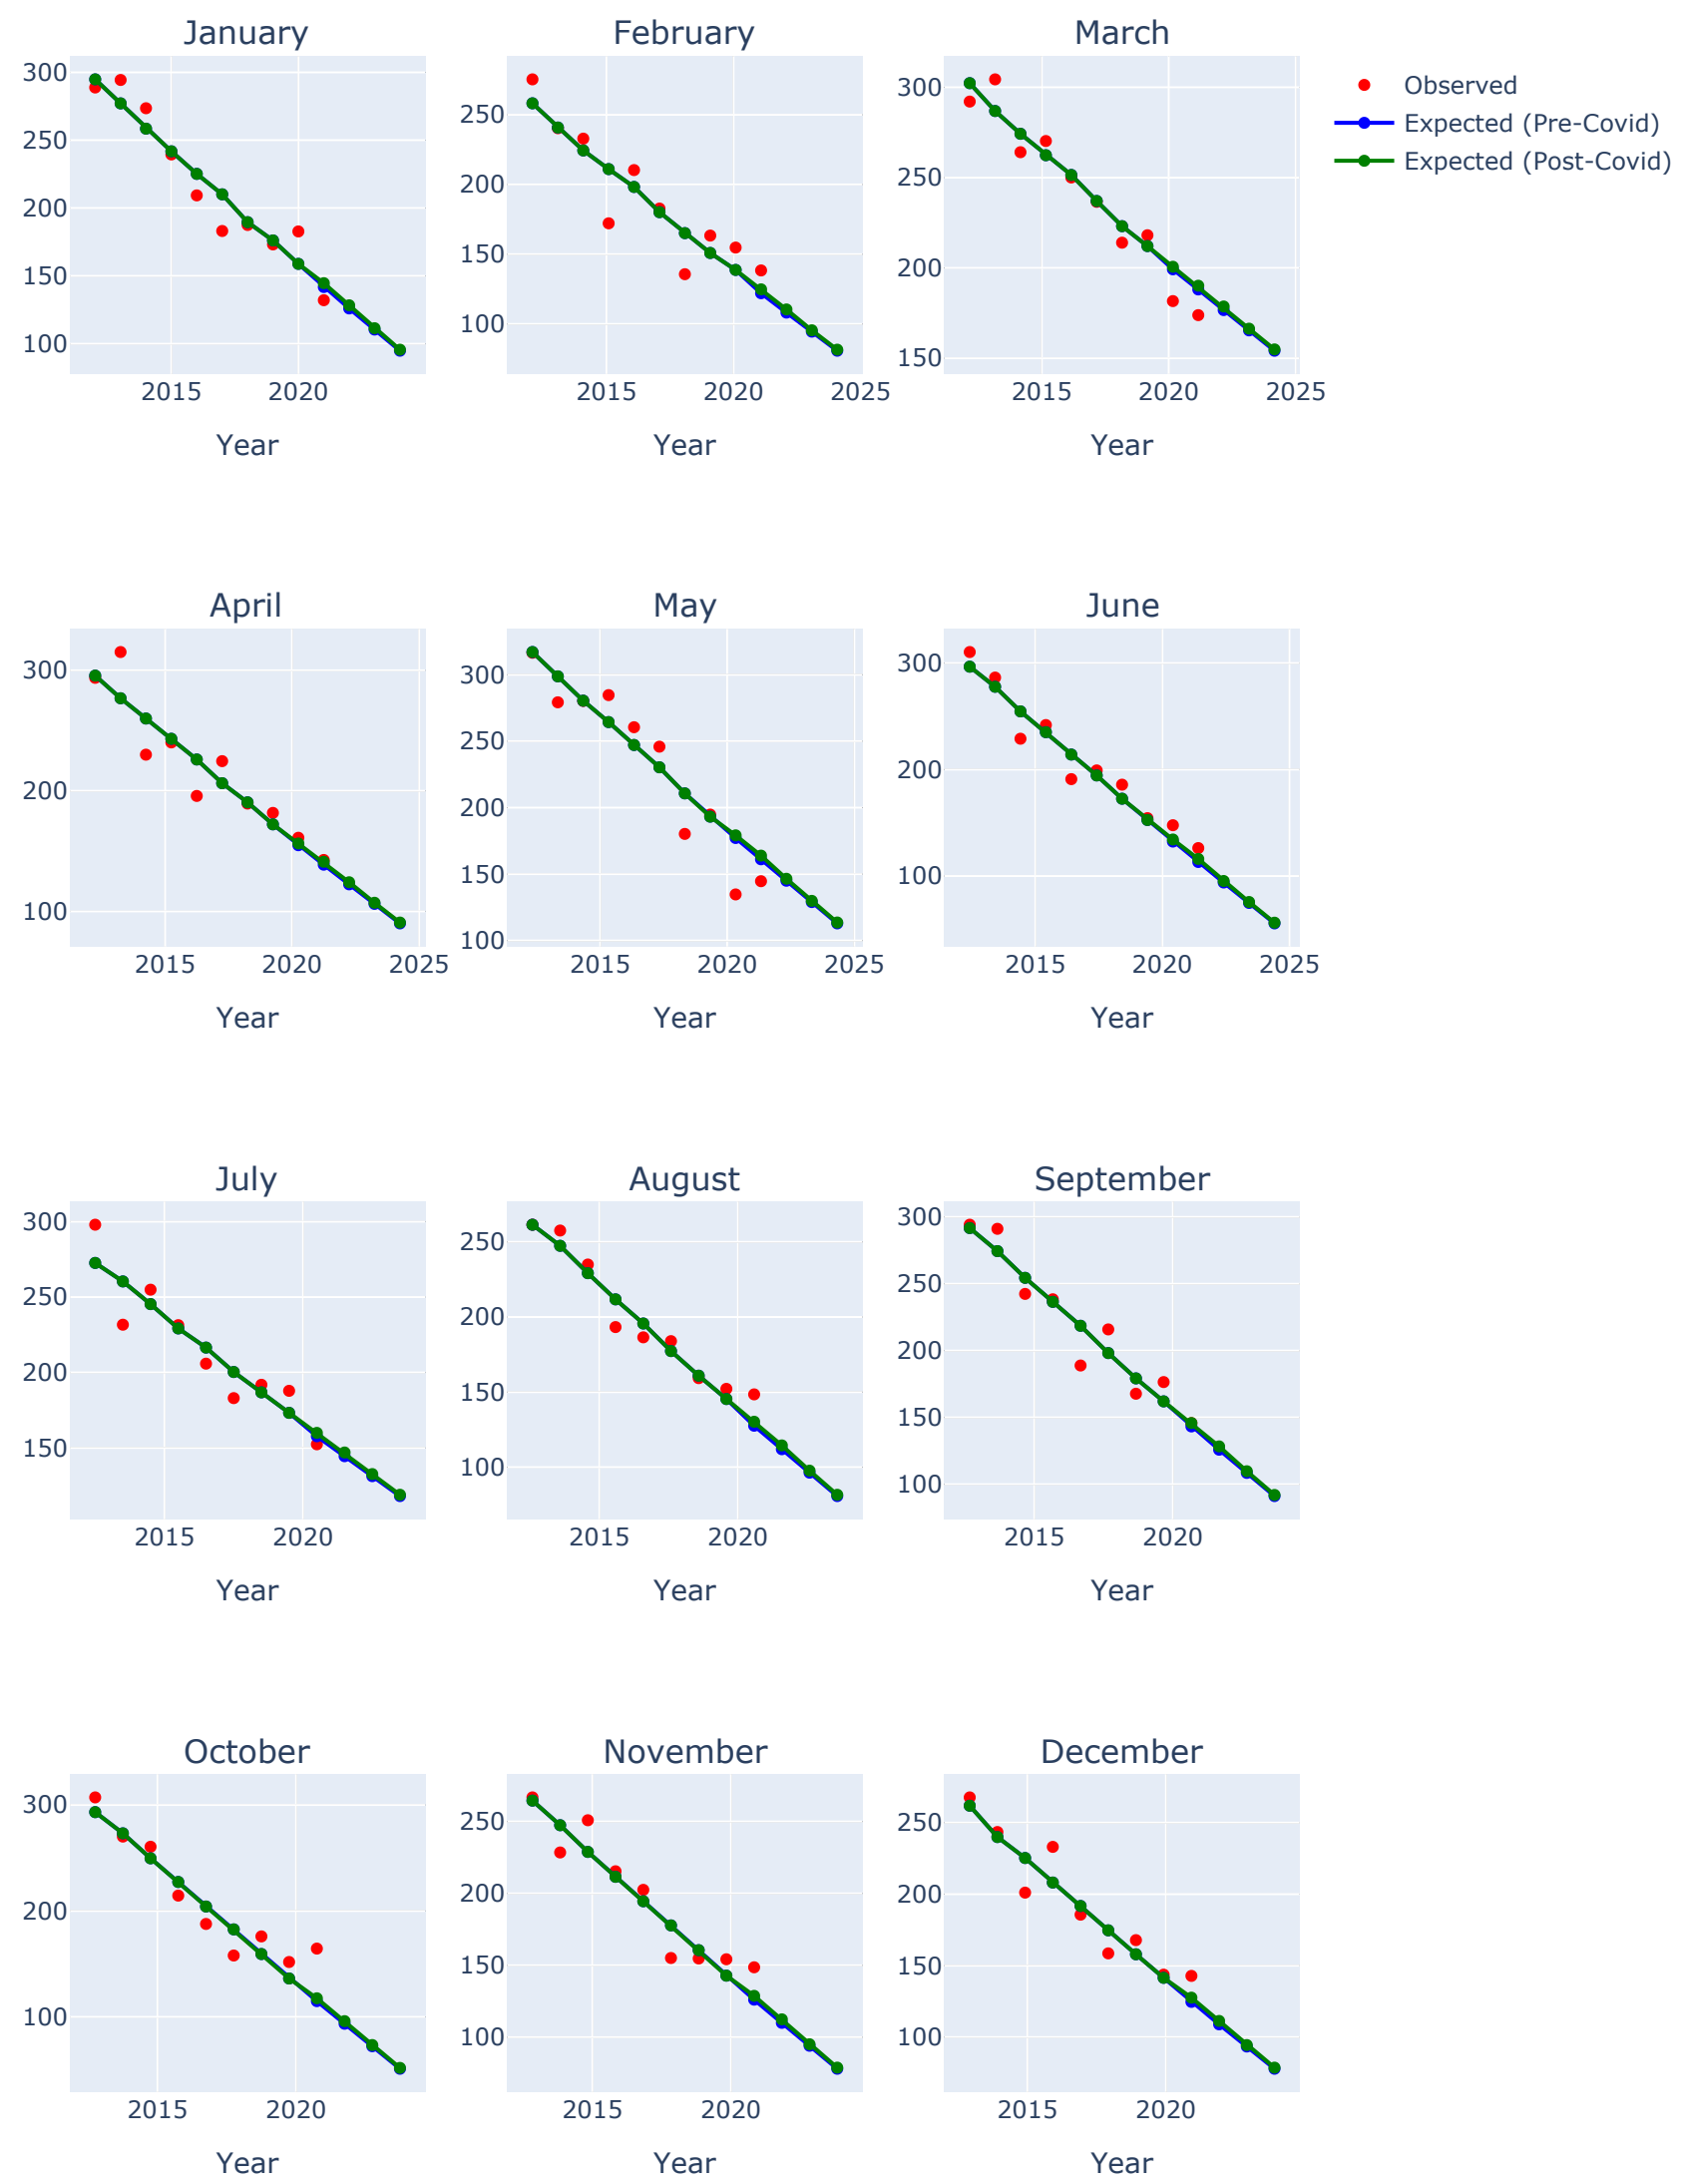 January February March
300 250 200 150 100
2015 2020
Year
250 200 150 100
2015 2020 2025
Year
300 250 200 150
2015 2020 2025
Year
Observed
Expected (Pre-Covid)
Expected (Post-Covid)
April May June
300 200 100
2015 2020 2025
Year
300 250 200 150 100
2015 2020 2025
Year
300 200 100
2015 2020 2025
Year
July August September
300 250 200 150
2015 2020
Year
250 200 150 100
2015 2020
Year
300 250 200 150 100
2015 2020
Year
October November December
300 200 100
2015 2020
Year
250 200 150 100
2015 2020
Year
250 200 150 100
2015 2020
Year